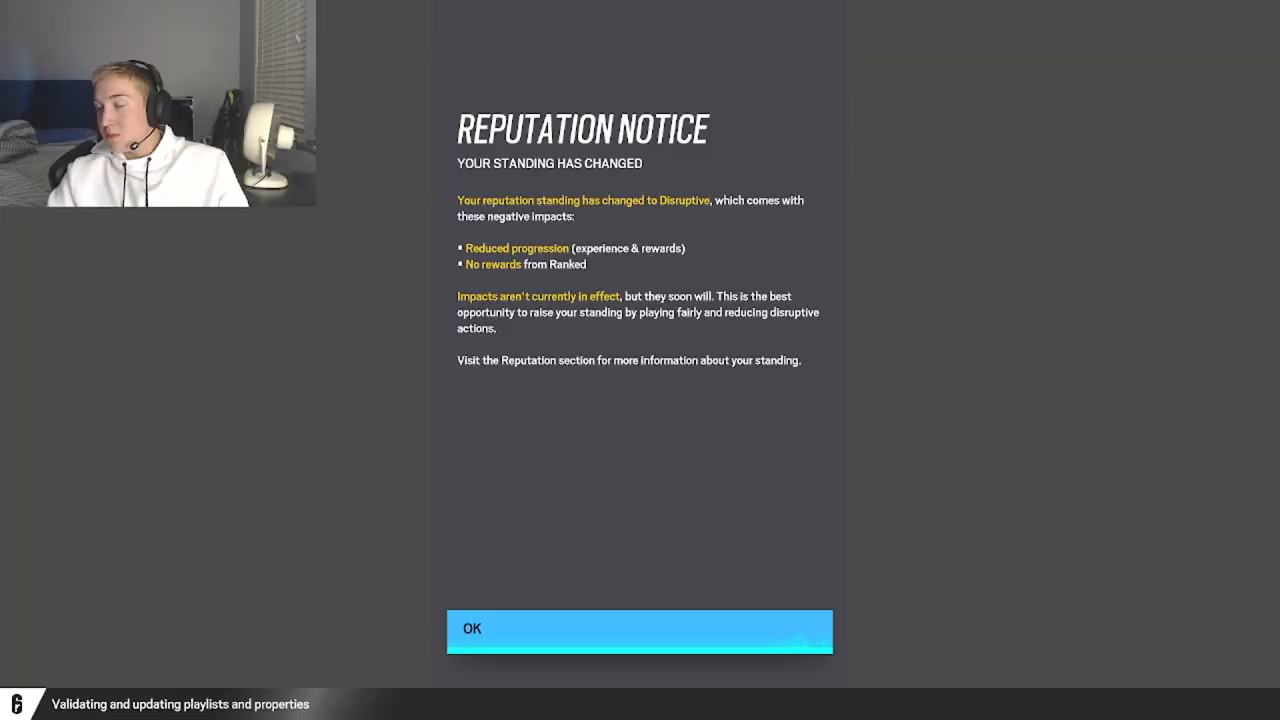 REPUTATION NOTICE
YOUR STANDING HAS CHANGED
Your reputation standing has changed to Disruptive, which comes with
these negative impacts:
• Reduced progression (experience & rewards)
• No rewards from Ranked
Impacts aren't currently in effect, but they soon will. This is the best
opportunity to raise your standing by playing fairly and reducing disruptive
actions.
Visit the Reputation section for more information about your standing.
OK
Validating and updating playlists and properties